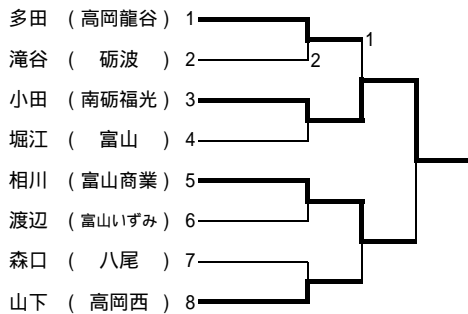 多田 (高岡龍谷) 1
1
滝谷 ( 砺波 ) 2
2
小田 (南砺福光) 3
堀江 ( 富山 ) 4
相川 (富山商業) 5
渡辺 (富山いずみ) 6
森口 ( 八尾 ) 7
山下 ( 高岡西 ) 8